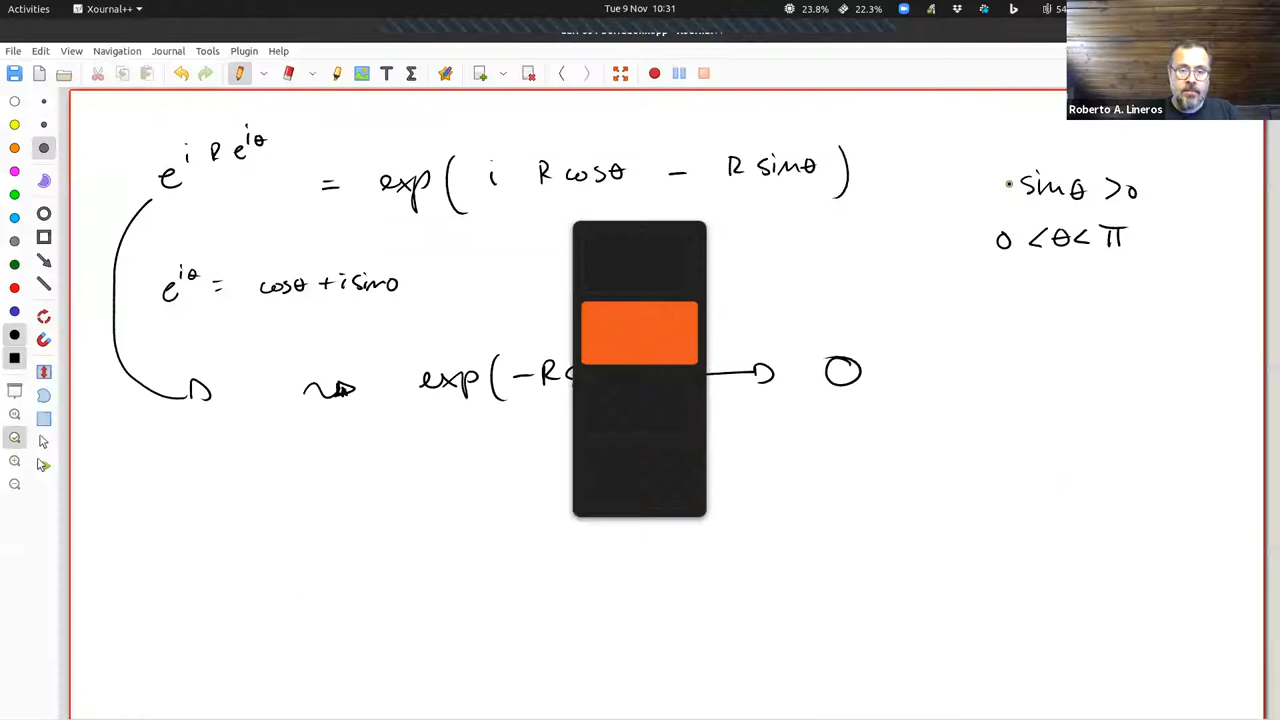 Activities Xournal++ Tue 9 Nov 10:31 23.8% 22.3%
File Edit View Navigation Journal Tools Plugin Help
Roberto A. Lineros
e^{i R e^{iθ}} = exp( i R cosθ − R sinθ )
· sinθ > 0
0 < θ < π
e^{iθ} = cosθ + i sinθ
exp( −R → 0